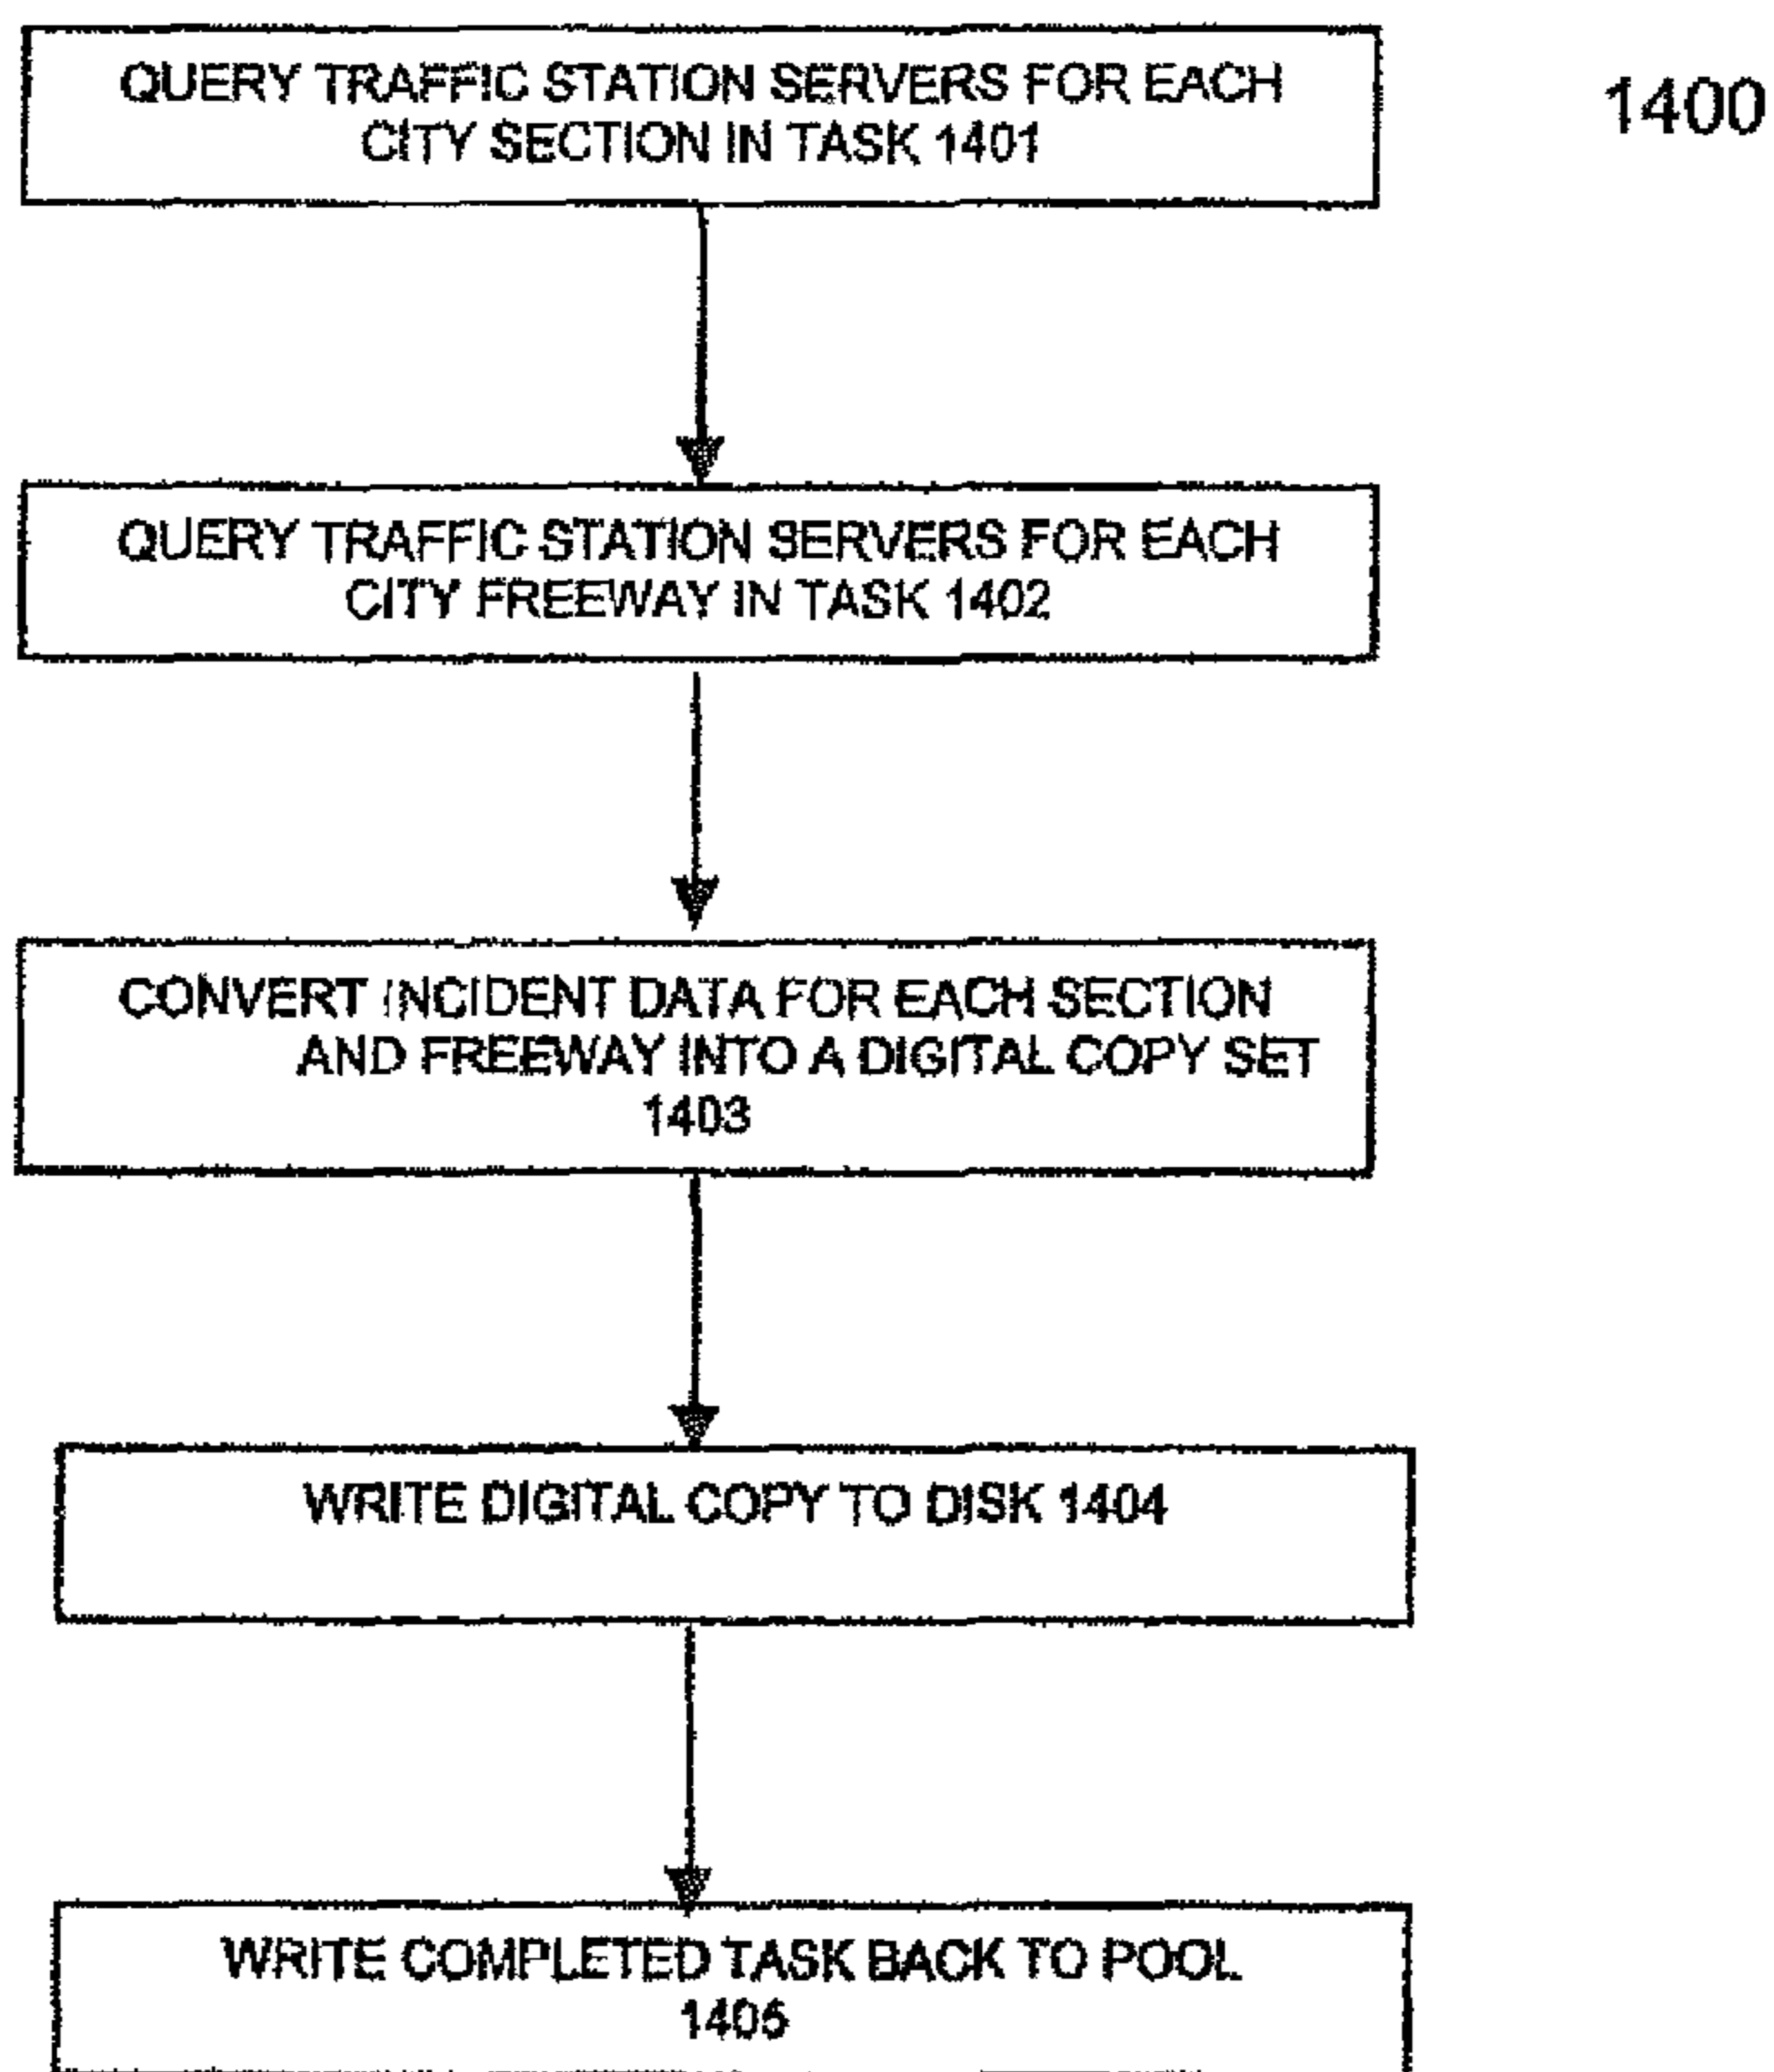 QUERY TRAFFIC STATION SERVERS FOR EACH
CITY SECTION IN TASK 1401
1400
QUERY TRAFFIC STATION SERVERS FOR EACH
CITY FREEWAY IN TASK 1402
CONVERT INCIDENT DATA FOR EACH SECTION
AND FREEWAY INTO A DIGITAL COPY SET
1403
WRITE DIGITAL COPY TO DISK 1404
WRITE COMPLETED TASK BACK TO POOL
1405